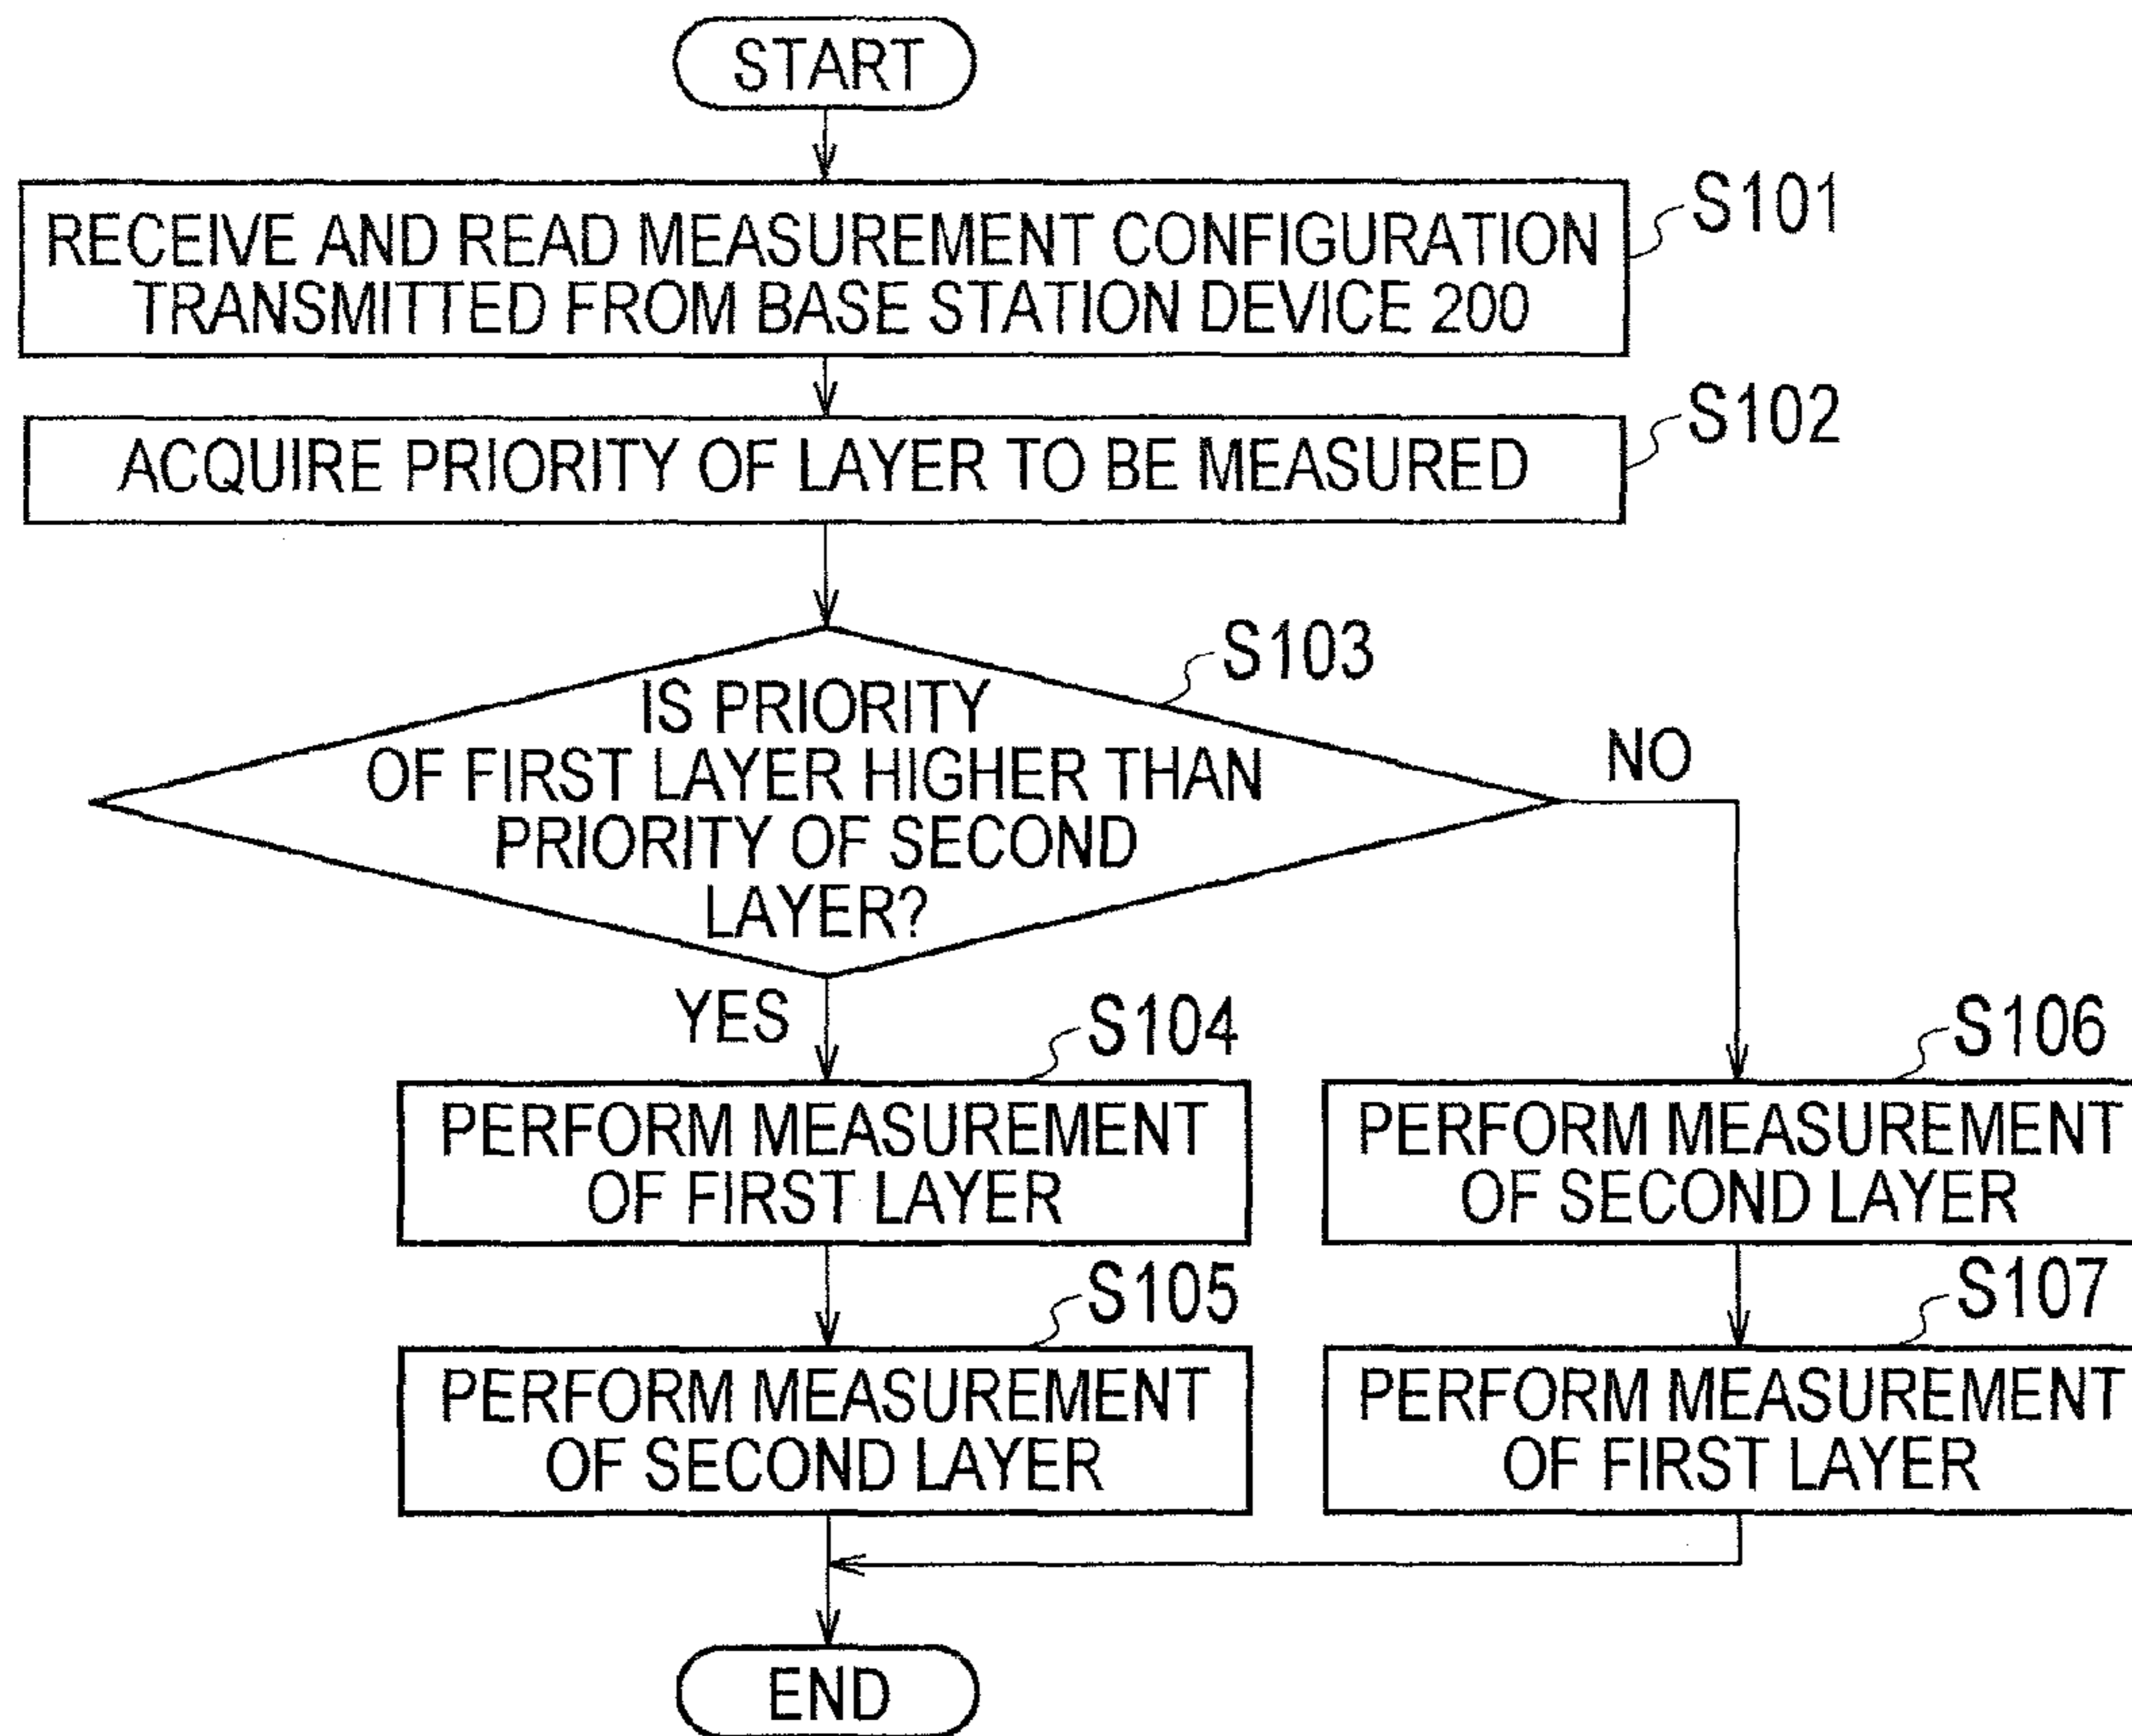 START
RECEIVE AND READ MEASUREMENT CONFIGURATION
TRANSMITTED FROM BASE STATION DEVICE 200
S101
ACQUIRE PRIORITY OF LAYER TO BE MEASURED
S102
IS PRIORITY
OF FIRST LAYER HIGHER THAN
PRIORITY OF SECOND
LAYER?
S103
NO
YES
S104
PERFORM MEASUREMENT
OF FIRST LAYER
S105
PERFORM MEASUREMENT
OF SECOND LAYER
S106
PERFORM MEASUREMENT
OF SECOND LAYER
S107
PERFORM MEASUREMENT
OF FIRST LAYER
END